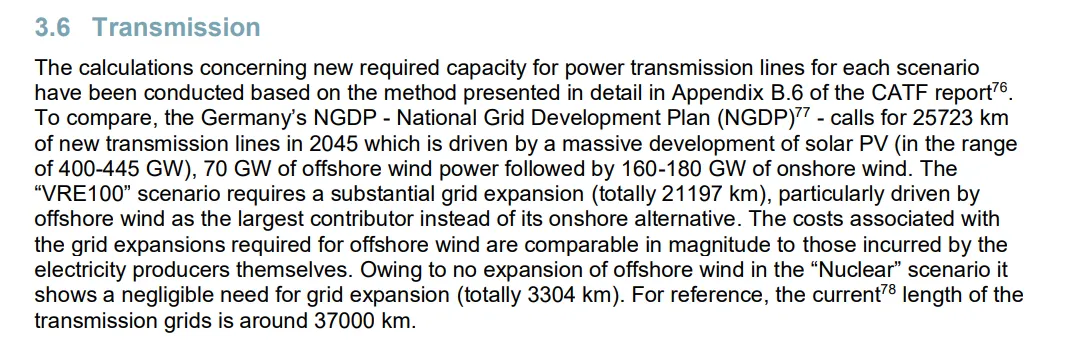 3.6 Transmission
The calculations concerning new required capacity for power transmission lines for each scenario
have been conducted based on the method presented in detail in Appendix B.6 of the CATF report76.
To compare, the Germany's NGDP - National Grid Development Plan (NGDP)77 - calls for 25723 km
of new transmission lines in 2045 which is driven by a massive development of solar PV (in the range
of 400-445 GW), 70 GW of offshore wind power followed by 160-180 GW of onshore wind. The
“VRE100” scenario requires a substantial grid expansion (totally 21197 km), particularly driven by
offshore wind as the largest contributor instead of its onshore alternative. The costs associated with
the grid expansions required for offshore wind are comparable in magnitude to those incurred by the
electricity producers themselves. Owing to no expansion of offshore wind in the “Nuclear” scenario it
shows a negligible need for grid expansion (totally 3304 km). For reference, the current78 length of the
transmission grids is around 37000 km.